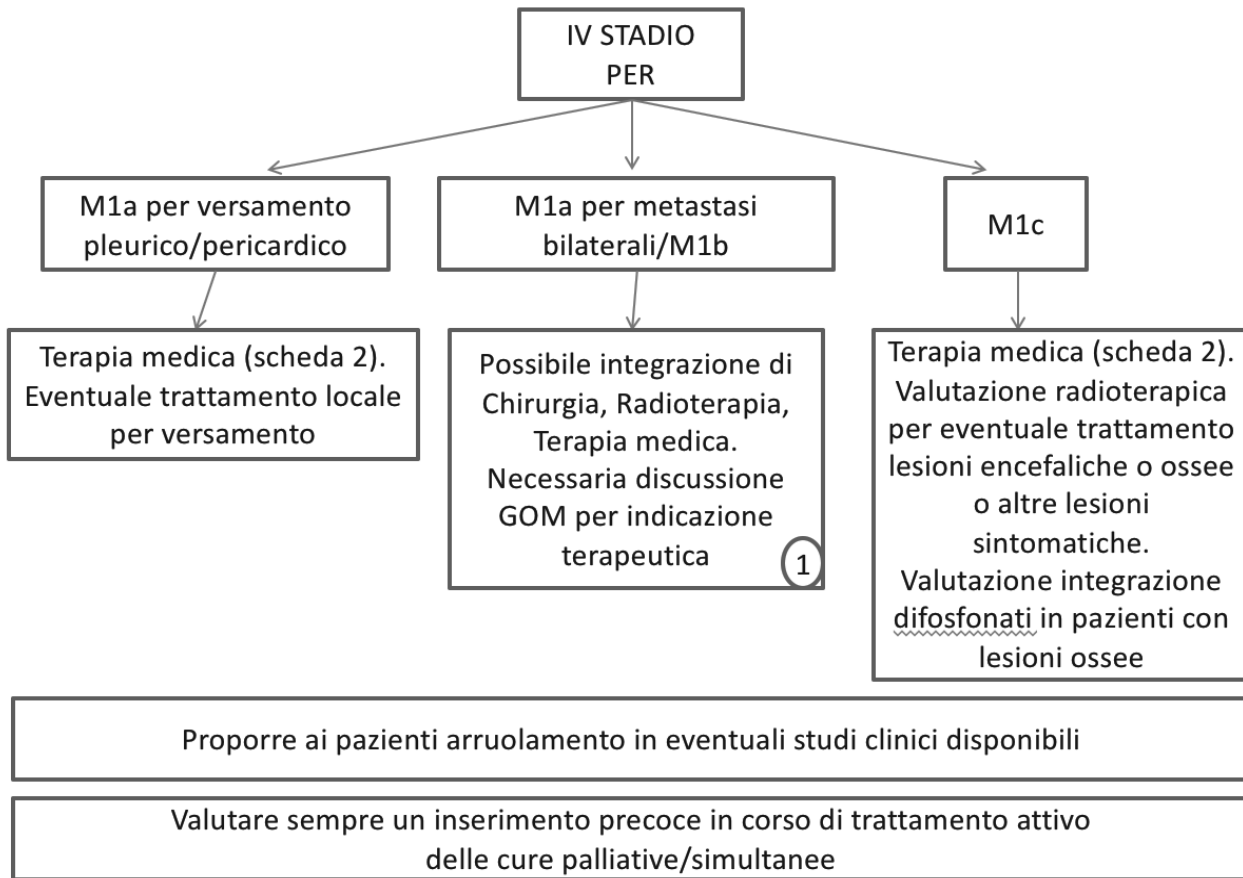 IV STADIO
PER
M1a per versamento
pleurico/pericardico
M1a per metastasi
bilaterali/M1b
M1c
Terapia medica (scheda 2).
Eventuale trattamento locale
per versamento
Possibile integrazione di
Chirurgia, Radioterapia,
Terapia medica.
Necessaria discussione
GOM per indicazione
terapeutica
1
Terapia medica (scheda 2).
Valutazione radioterapica
per eventuale trattamento
lesioni encefaliche o ossee
o altre lesioni
sintomatiche.
Valutazione integrazione
difosfonati in pazienti con
lesioni ossee
Proporre ai pazienti arruolamento in eventuali studi clinici disponibili
Valutare sempre un inserimento precoce in corso di trattamento attivo
delle cure palliative/simultanee